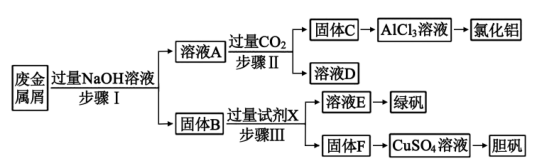 废金属屑
过量NaOH溶液
步骤Ⅰ
溶液A
过量CO₂
步骤Ⅱ
固体C
AlCl₃溶液
氯化铝
溶液D
固体B
过量试剂X
步骤Ⅲ
溶液E
绿矾
固体F
CuSO₄溶液
胆矾